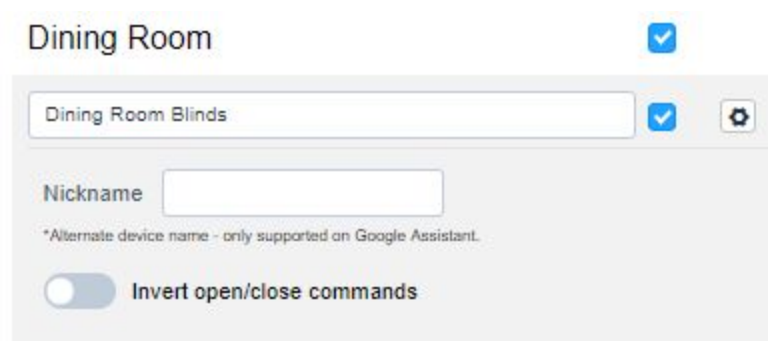 Dining Room
Dining Room Blinds
Nickname
*Alternate device name - only supported on Google Assistant.
Invert open/close commands